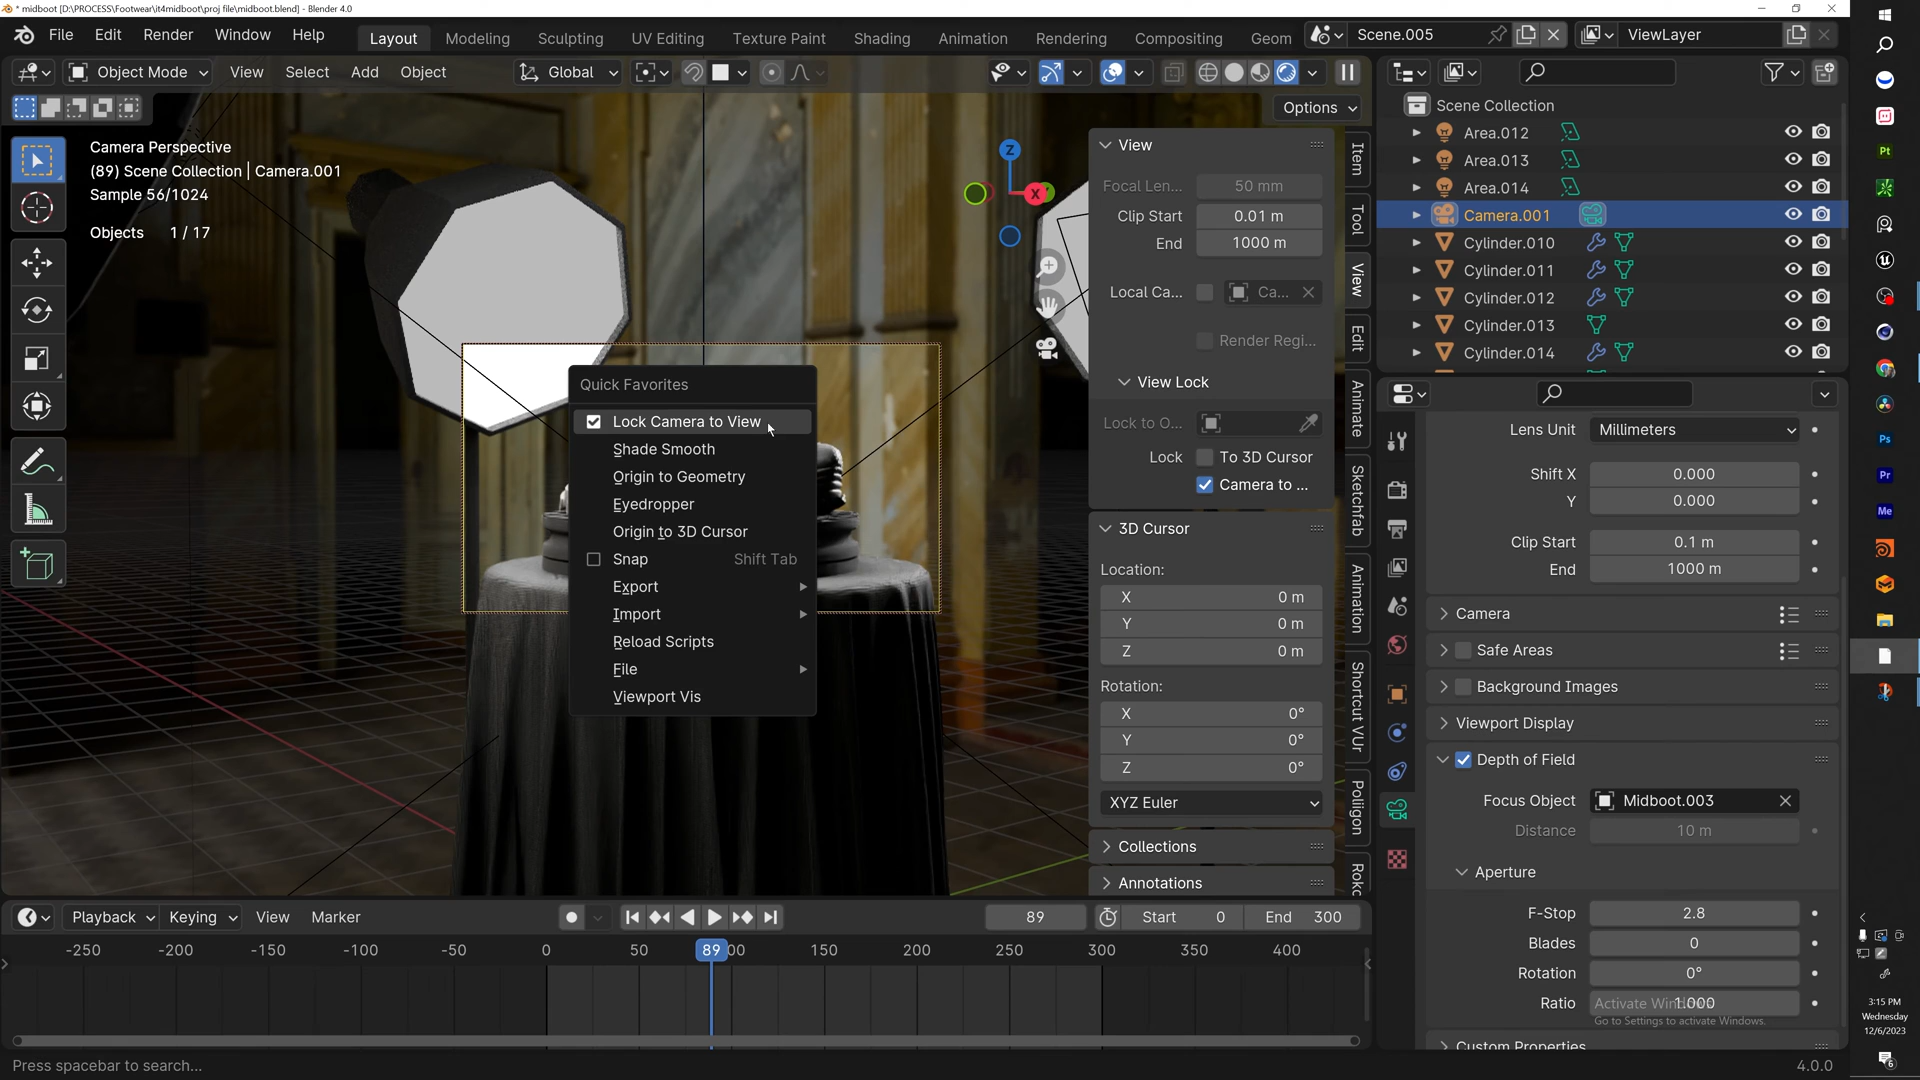 * midboot [D:\PROCESS\Footwear\it4midboot\proj file\midboot.blend] - Blender 4.0
File Edit Render Window Help
Layout Modeling Sculpting UV Editing Texture Paint Shading Animation Rendering Compositing Geom
Scene.005
ViewLayer
Object Mode View Select Add Object
Global
Options
Camera Perspective
(89) Scene Collection | Camera.001
Sample 56/1024
Objects 1 / 17
Z
X
Quick Favorites
Lock Camera to View
Shade Smooth
Origin to Geometry
Eyedropper
Origin to 3D Cursor
Snap Shift Tab
Export
Import
Reload Scripts
File
Viewport Vis
View
Focal Len... 50 mm
Clip Start 0.01 m
End 1000 m
Local Ca... Ca...
Render Regi...
View Lock
Lock to O...
Lock To 3D Cursor
Camera to ...
3D Cursor
Location:
X 0 m
Y 0 m
Z 0 m
Rotation:
X 0°
Y 0°
Z 0°
XYZ Euler
Collections
Annotations
Item
Tool
View
Edit
Animate
Sketchfab
Animation
Shortcut VUr
Poliigon
Roko
Scene Collection
Area.012
Area.013
Area.014
Camera.001
Cylinder.010
Cylinder.011
Cylinder.012
Cylinder.013
Cylinder.014
Lens Unit Millimeters
Shift X 0.000
Y 0.000
Clip Start 0.1 m
End 1000 m
Camera
Safe Areas
Background Images
Viewport Display
Depth of Field
Focus Object Midboot.003
Distance 10 m
Aperture
F-Stop 2.8
Blades 0
Rotation 0°
Ratio 1.000
Activate Windows
Go to Settings to activate Windows.
Custom Properties
Playback Keying View Marker
89
Start 0
End 300
-250 -200 -150 -100 -50 0 50 89 00 150 200 250 300 350 400
Press spacebar to search...
4.0.0
Pt
Ps
Pr
Me
3:15 PM
Wednesday
12/6/2023
6